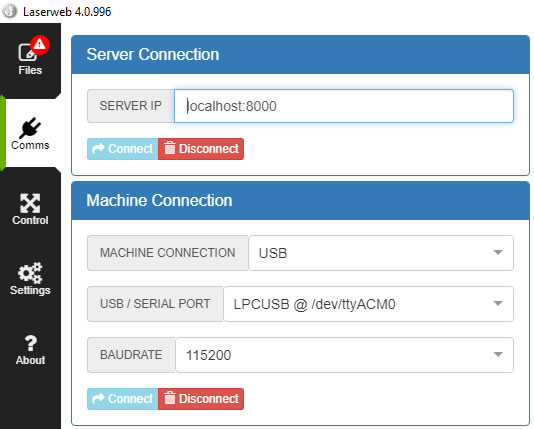 Laserweb 4.0.996
Files
Comms
Control
Settings
About
Server Connection
SERVER IP localhost:8000
Connect Disconnect
Machine Connection
MACHINE CONNECTION USB
USB / SERIAL PORT LPCUSB @ /dev/ttyACM0
BAUDRATE 115200
Connect Disconnect